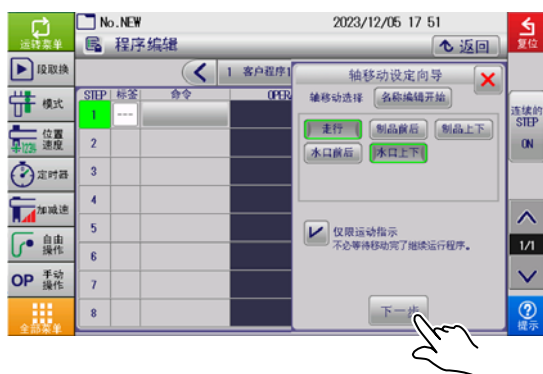 No.NEW 2023/12/05 17 51
运转菜单
程序编辑
返回
复位
段取换
模式
位置
速度
123
定时器
加减速
自由
操作
OP 手动
操作
全部菜单
1 客户程序1
STEP 标签 命令 OPER
1 ---
2
3
4
5
6
7
8
轴移动设定向导
轴移动选择 名称编辑开始
走行 制品前后 制品上下
水口前后 水口上下
仅限运动指示
不必等待移动完了继续运行程序。
下一步
连续的
STEP
ON
1/1
提示